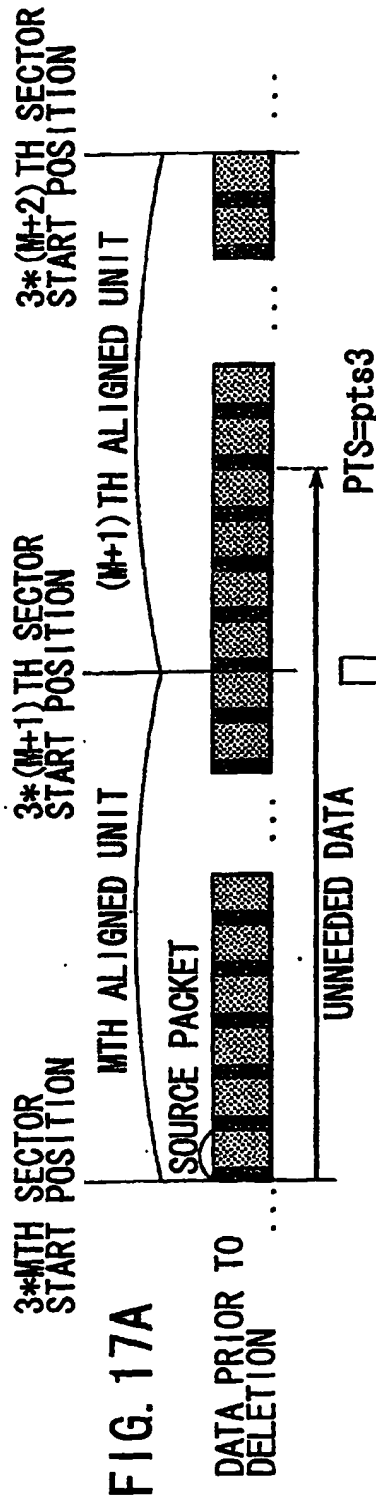 FIG. 17A
3*MTH SECTOR
START POSITION
3*(M+1)TH SECTOR
START POSITION
3*(M+2)TH SECTOR
START POSITION
MTH ALIGNED UNIT
(M+1)TH ALIGNED UNIT
SOURCE PACKET
DATA PRIOR TO
DELETION
...
...
...
...
UNNEEDED DATA
PTS=pts3